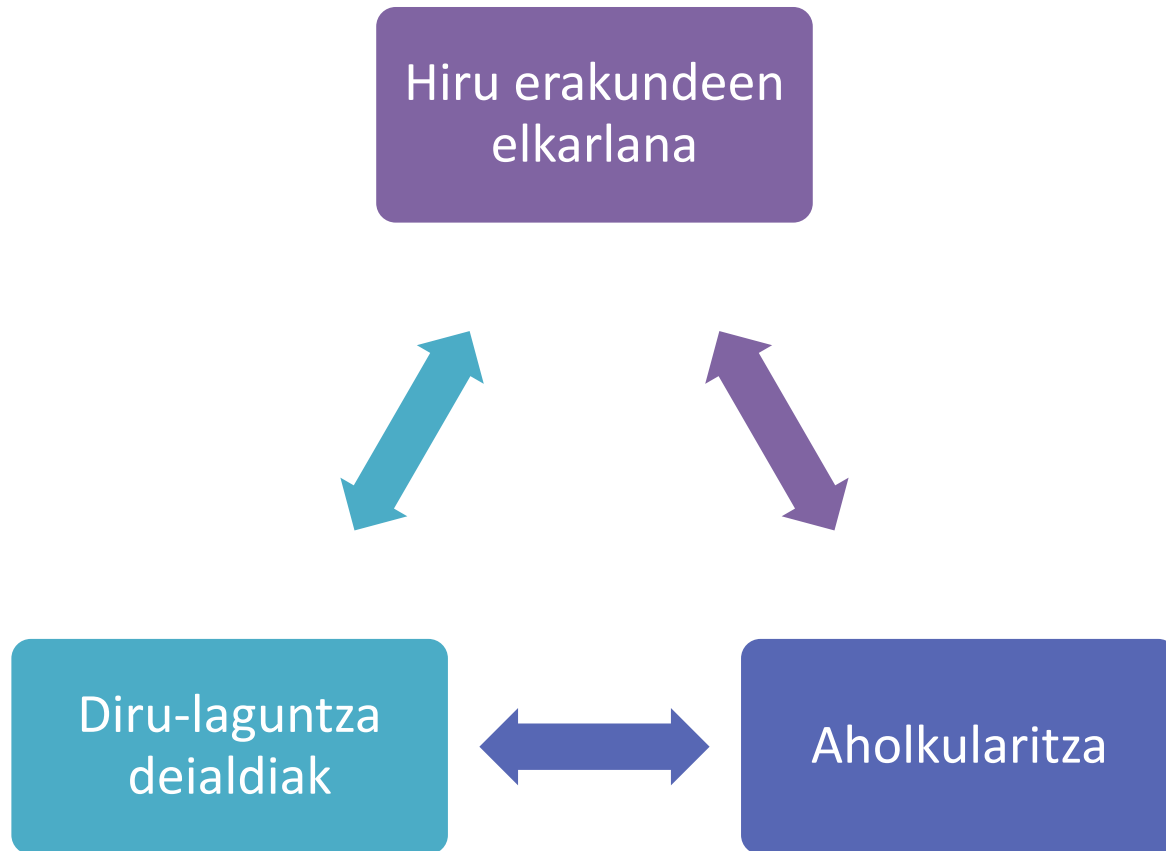 Hiru erakundeen
elkarlana
Diru-laguntza
deialdiak
Aholkularitza